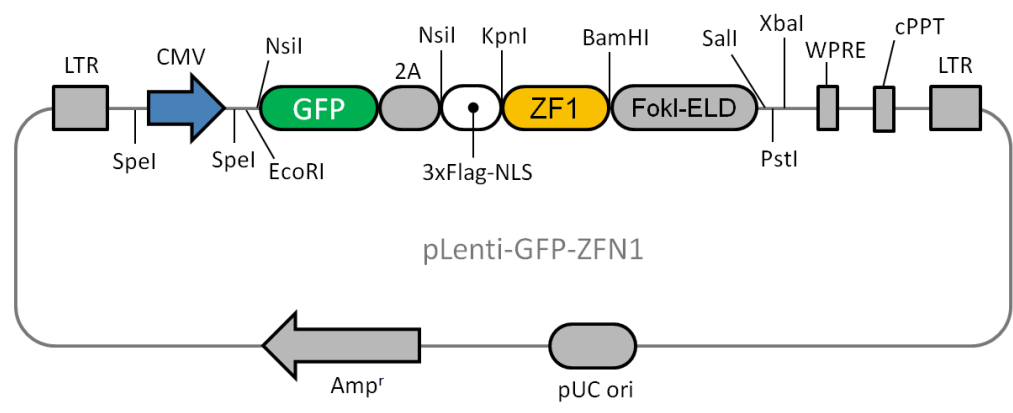 LTR
CMV
NsiI
GFP
2A
NsiI
KpnI
ZF1
BamHI
FokI-ELD
SalI
XbaI
WPRE
cPPT
LTR
SpeI
SpeI
EcoRI
3xFlag-NLS
PstI
pLenti-GFP-ZFN1
Ampʳ
pUC ori